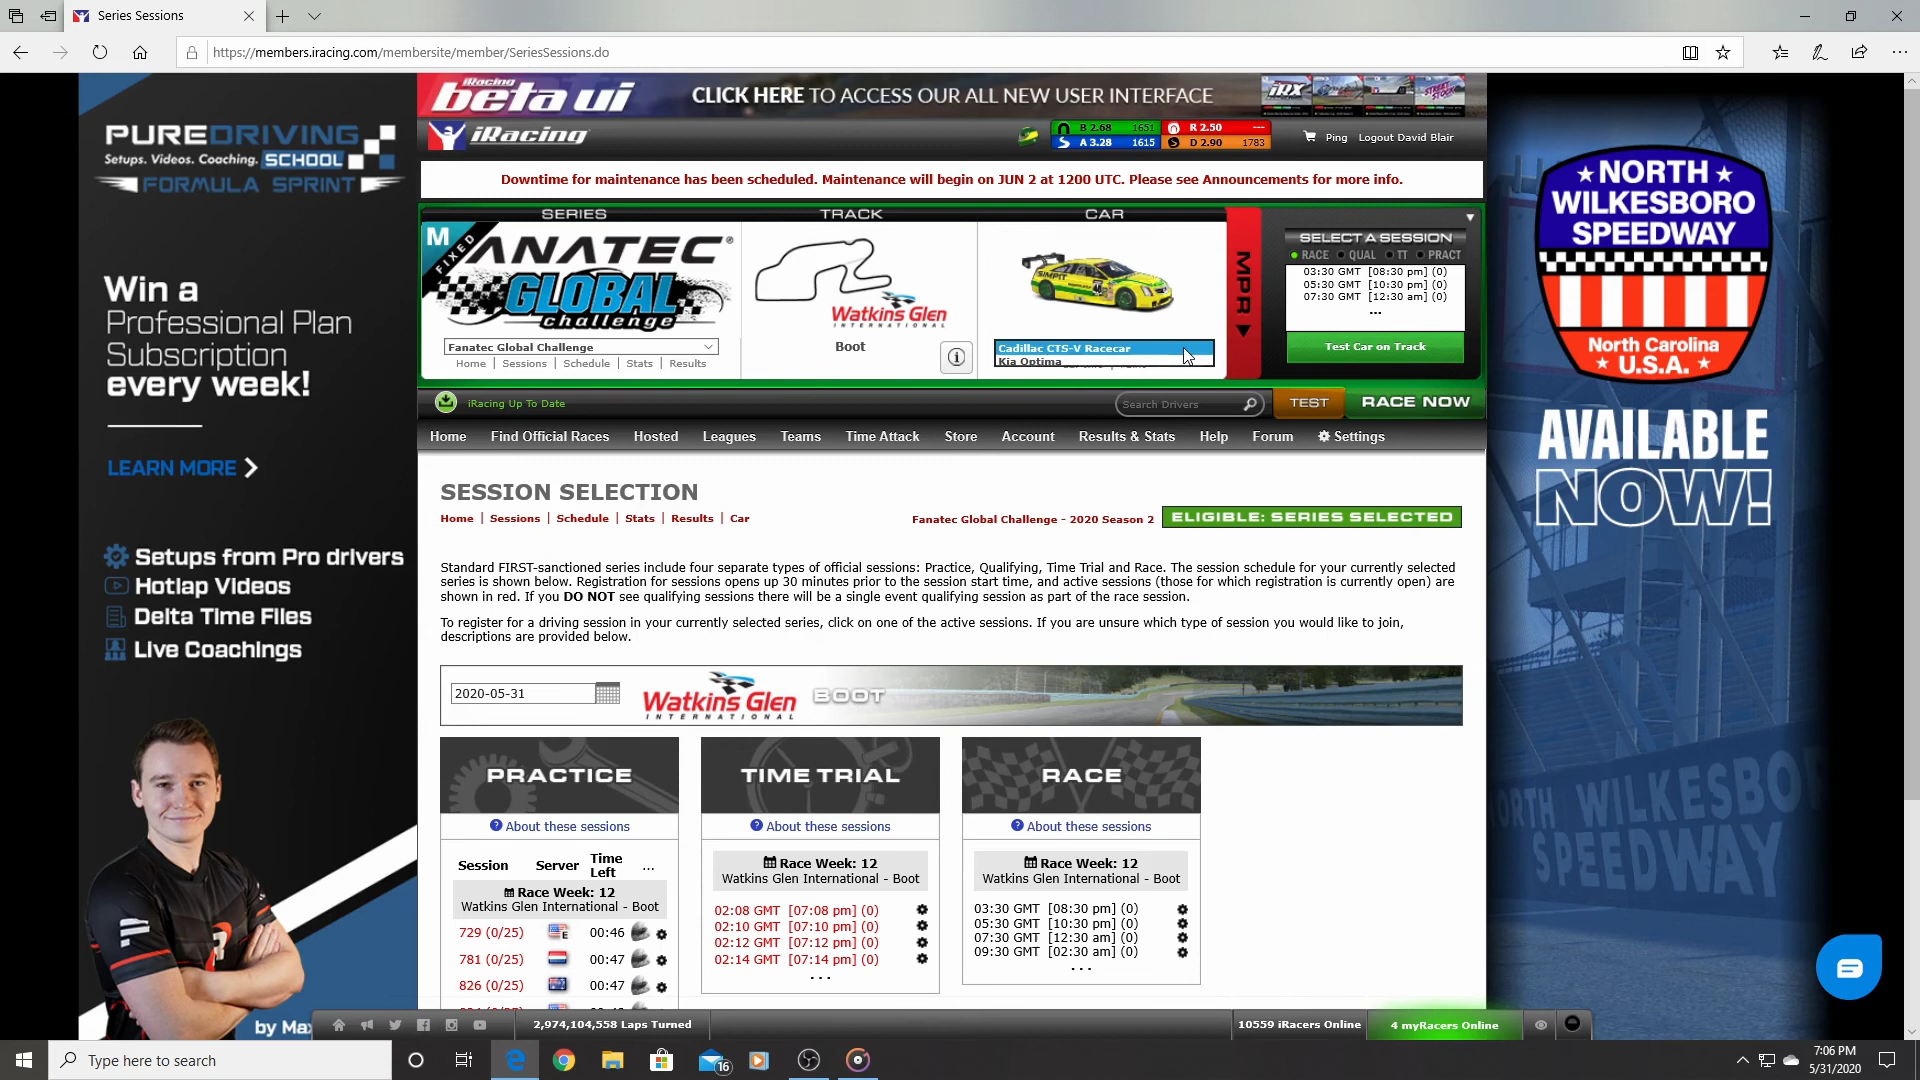 Series Sessions
https://members.iracing.com/membersite/member/SeriesSessions.do
PUREDRIVING
Setups. Videos. Coaching. SCHOOL
FORMULA SPRINT
Win a
Professional Plan
Subscription
every week!
LEARN MORE
Setups from Pro drivers
Hotlap Videos
Delta Time Files
Live Coachings
by Max
iRacing
beta ui
CLICK HERE TO ACCESS OUR ALL NEW USER INTERFACE
iRX
iRacing
B 2.68 1651
R 2.50 ---
A 3.28 1615
D 2.90 1783
Ping
Logout David Blair
Downtime for maintenance has been scheduled. Maintenance will begin on JUN 2 at 1200 UTC. Please see Announcements for more info.
SERIES
TRACK
CAR
M
FIXED
FANATEC®
GLOBAL
challenge
Fanatec Global Challenge
Home | Sessions | Schedule | Stats | Results
Watkins Glen
INTERNATIONAL
Boot
SIMPIT
Cadillac CTS-V Racecar
Kia Optima
MPR
SELECT A SESSION
RACE QUAL TT PRACT
03:30 GMT [08:30 pm] (0)
05:30 GMT [10:30 pm] (0)
07:30 GMT [12:30 am] (0)
...
Test Car on Track
iRacing Up To Date
Search Drivers
TEST
RACE NOW
Home Find Official Races Hosted Leagues Teams Time Attack Store Account Results & Stats Help Forum Settings
SESSION SELECTION
Home | Sessions | Schedule | Stats | Results | Car
Fanatec Global Challenge - 2020 Season 2
ELIGIBLE: SERIES SELECTED
Standard FIRST-sanctioned series include four separate types of official sessions: Practice, Qualifying, Time Trial and Race. The session schedule for your currently selected
series is shown below. Registration for sessions opens up 30 minutes prior to the session start time, and active sessions (those for which registration is currently open) are
shown in red. If you DO NOT see qualifying sessions there will be a single event qualifying session as part of the race session.
To register for a driving session in your currently selected series, click on one of the active sessions. If you are unsure which type of session you would like to join,
descriptions are provided below.
2020-05-31
Watkins Glen
INTERNATIONAL
BOOT
PRACTICE
About these sessions
Session Server Time Left ...
Race Week: 12
Watkins Glen International - Boot
729 (0/25) E 00:46
781 (0/25) 00:47
826 (0/25) 00:47
TIME TRIAL
About these sessions
Race Week: 12
Watkins Glen International - Boot
02:08 GMT [07:08 pm] (0)
02:10 GMT [07:10 pm] (0)
02:12 GMT [07:12 pm] (0)
02:14 GMT [07:14 pm] (0)
...
RACE
About these sessions
Race Week: 12
Watkins Glen International - Boot
03:30 GMT [08:30 pm] (0)
05:30 GMT [10:30 pm] (0)
07:30 GMT [12:30 am] (0)
09:30 GMT [02:30 am] (0)
...
NORTH
WILKESBORO
SPEEDWAY
North Carolina
U.S.A.
AVAILABLE
NOW!
NORTH WILKESBORO
SPEEDWAY
2,974,104,558 Laps Turned
10559 iRacers Online
4 myRacers Online
Type here to search
16
7:06 PM
5/31/2020